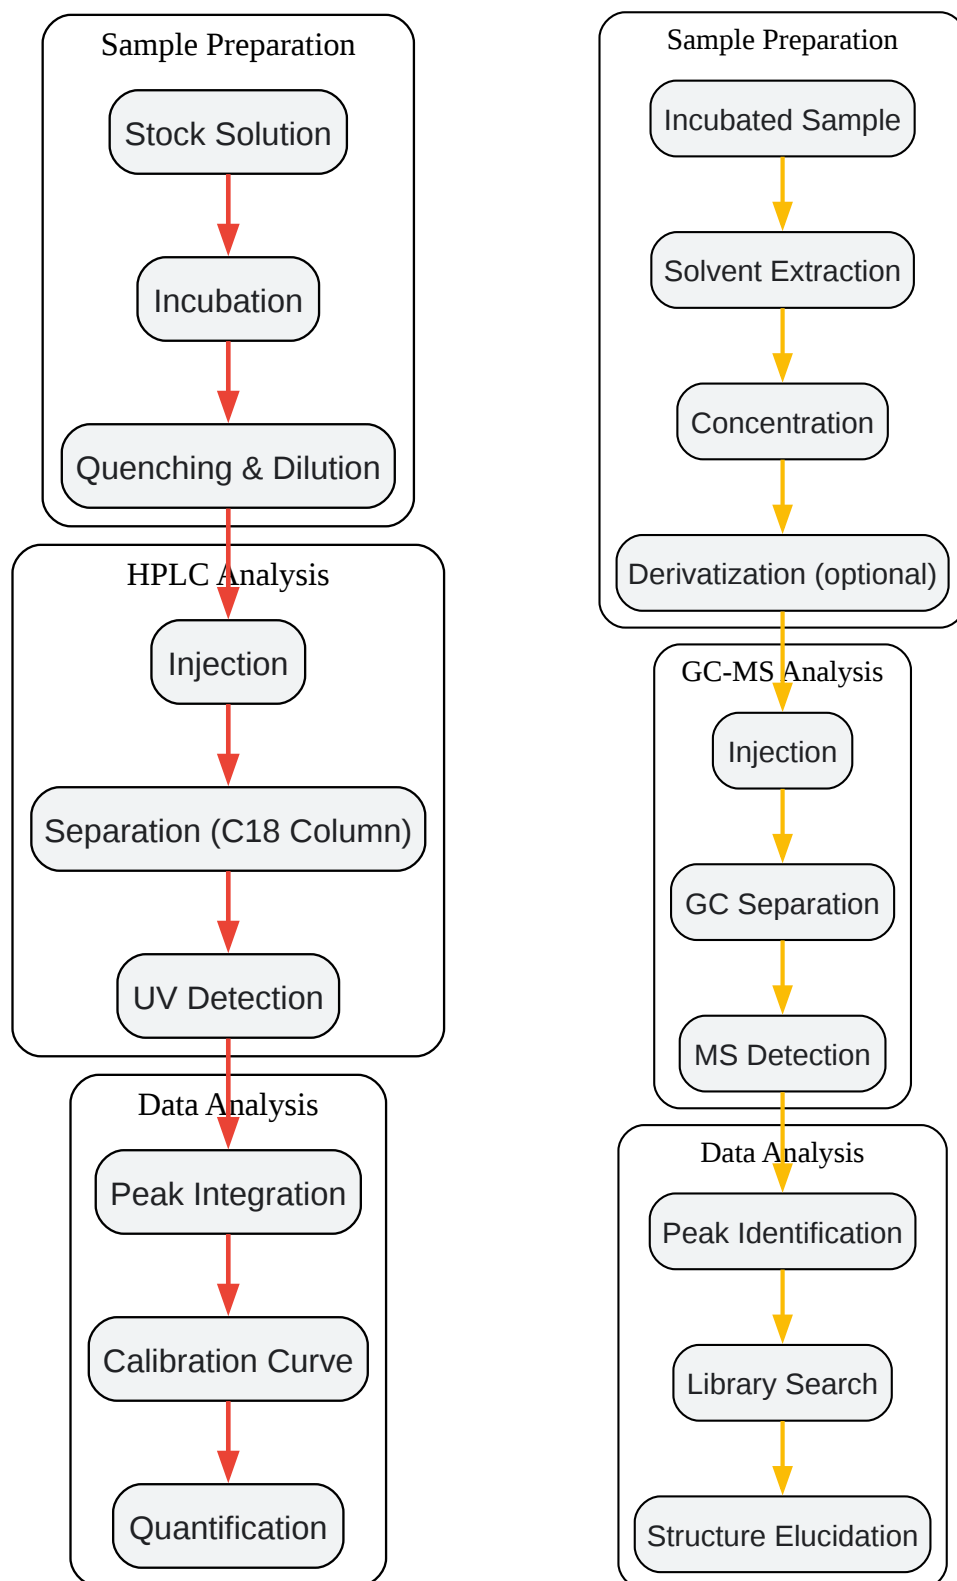 Sample Preparation
Stock Solution
Incubation
Quenching & Dilution
HPLC Analysis
Injection
Separation (C18 Column)
UV Detection
Data Analysis
Peak Integration
Calibration Curve
Quantification
Sample Preparation
Incubated Sample
Solvent Extraction
Concentration
Derivatization (optional)
GC-MS Analysis
Injection
GC Separation
MS Detection
Data Analysis
Peak Identification
Library Search
Structure Elucidation